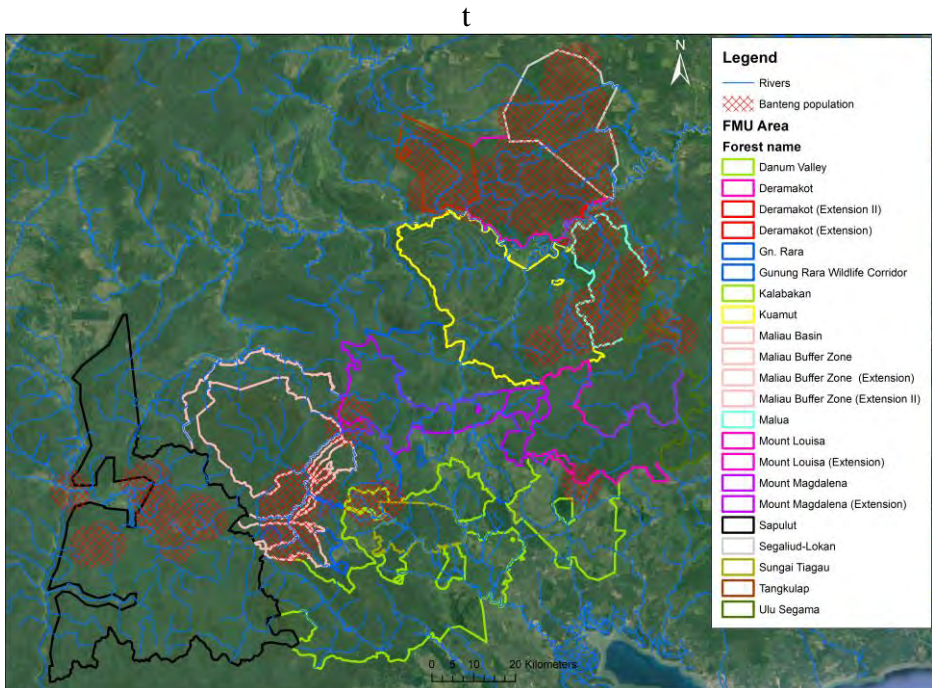 t
N
Legend
Rivers
Banteng population
FMU Area
Forest name
Danum Valley
Deramakot
Deramakot (Extension II)
Deramakot (Extension)
Gn. Rara
Gunung Rara Wildlife Corridor
Kalabakan
Kuamut
Maliau Basin
Maliau Buffer Zone
Maliau Buffer Zone (Extension)
Maliau Buffer Zone (Extension II)
Malua
Mount Louisa
Mount Louisa (Extension)
Mount Magdalena
Mount Magdalena (Extension)
Sapulut
Segaliud-Lokan
Sungai Tiagau
Tangkulap
Ulu Segama
0 5 10 20 Kilometers